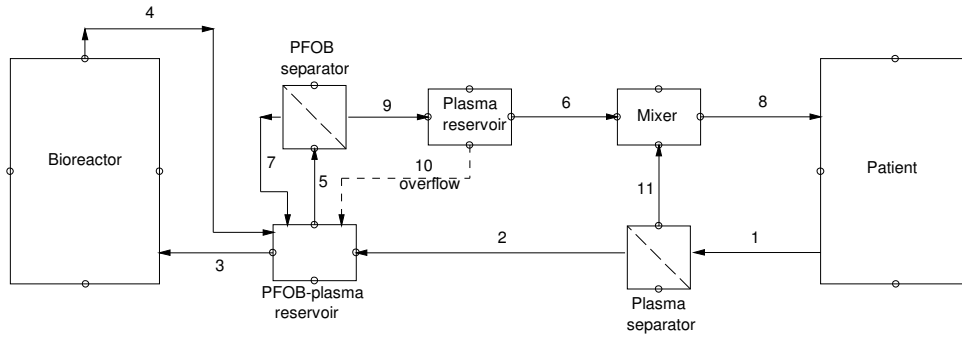 4
PFOB
separator
9
Plasma
reservoir
6
Mixer
8
Bioreactor
7
5
10
overflow
11
Patient
3
2
1
PFOB-plasma
reservoir
Plasma
separator